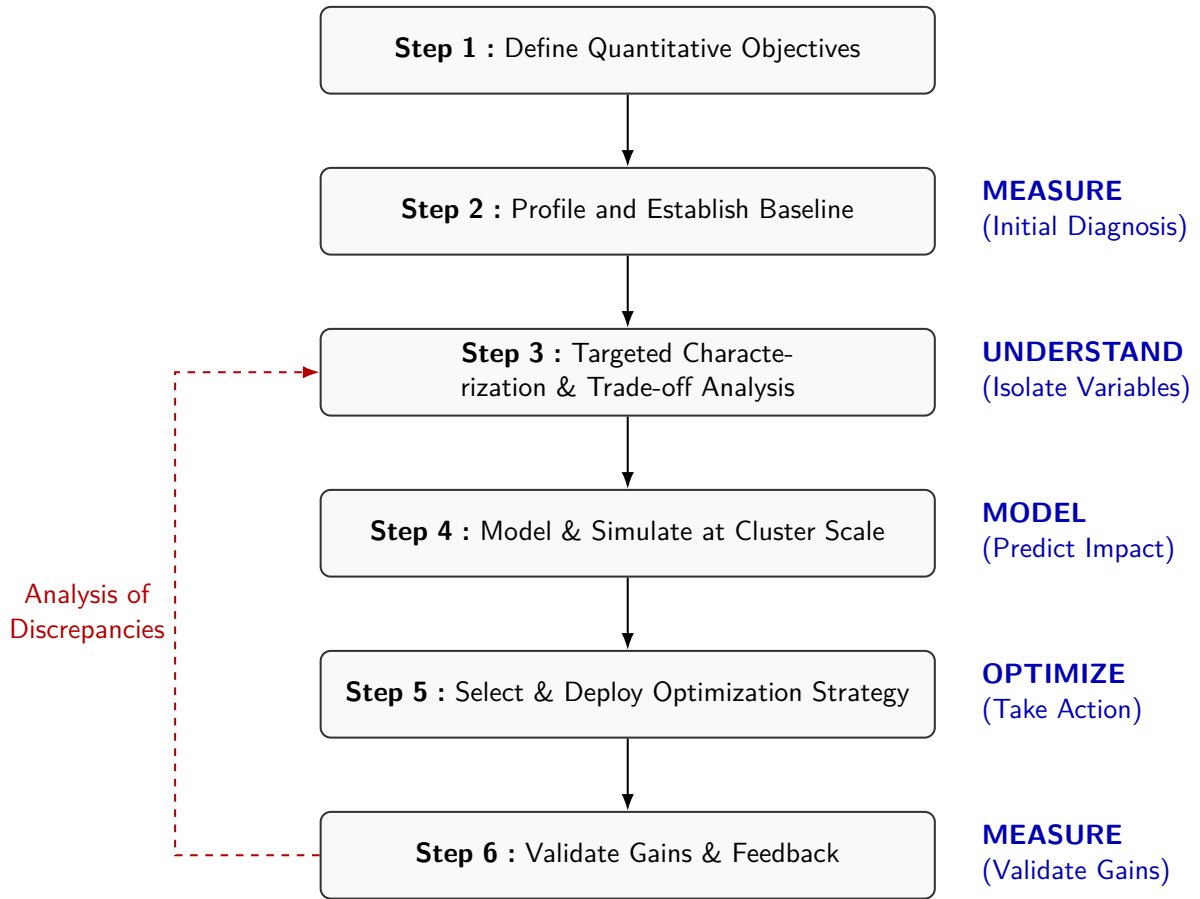 Step 1 : Define Quantitative Objectives
Step 2 : Profile and Establish Baseline
MEASURE
(Initial Diagnosis)
Step 3 : Targeted Characte-
rization & Trade-off Analysis
UNDERSTAND
(Isolate Variables)
Step 4 : Model & Simulate at Cluster Scale
MODEL
(Predict Impact)
Analysis of
Discrepancies
Step 5 : Select & Deploy Optimization Strategy
OPTIMIZE
(Take Action)
Step 6 : Validate Gains & Feedback
MEASURE
(Validate Gains)